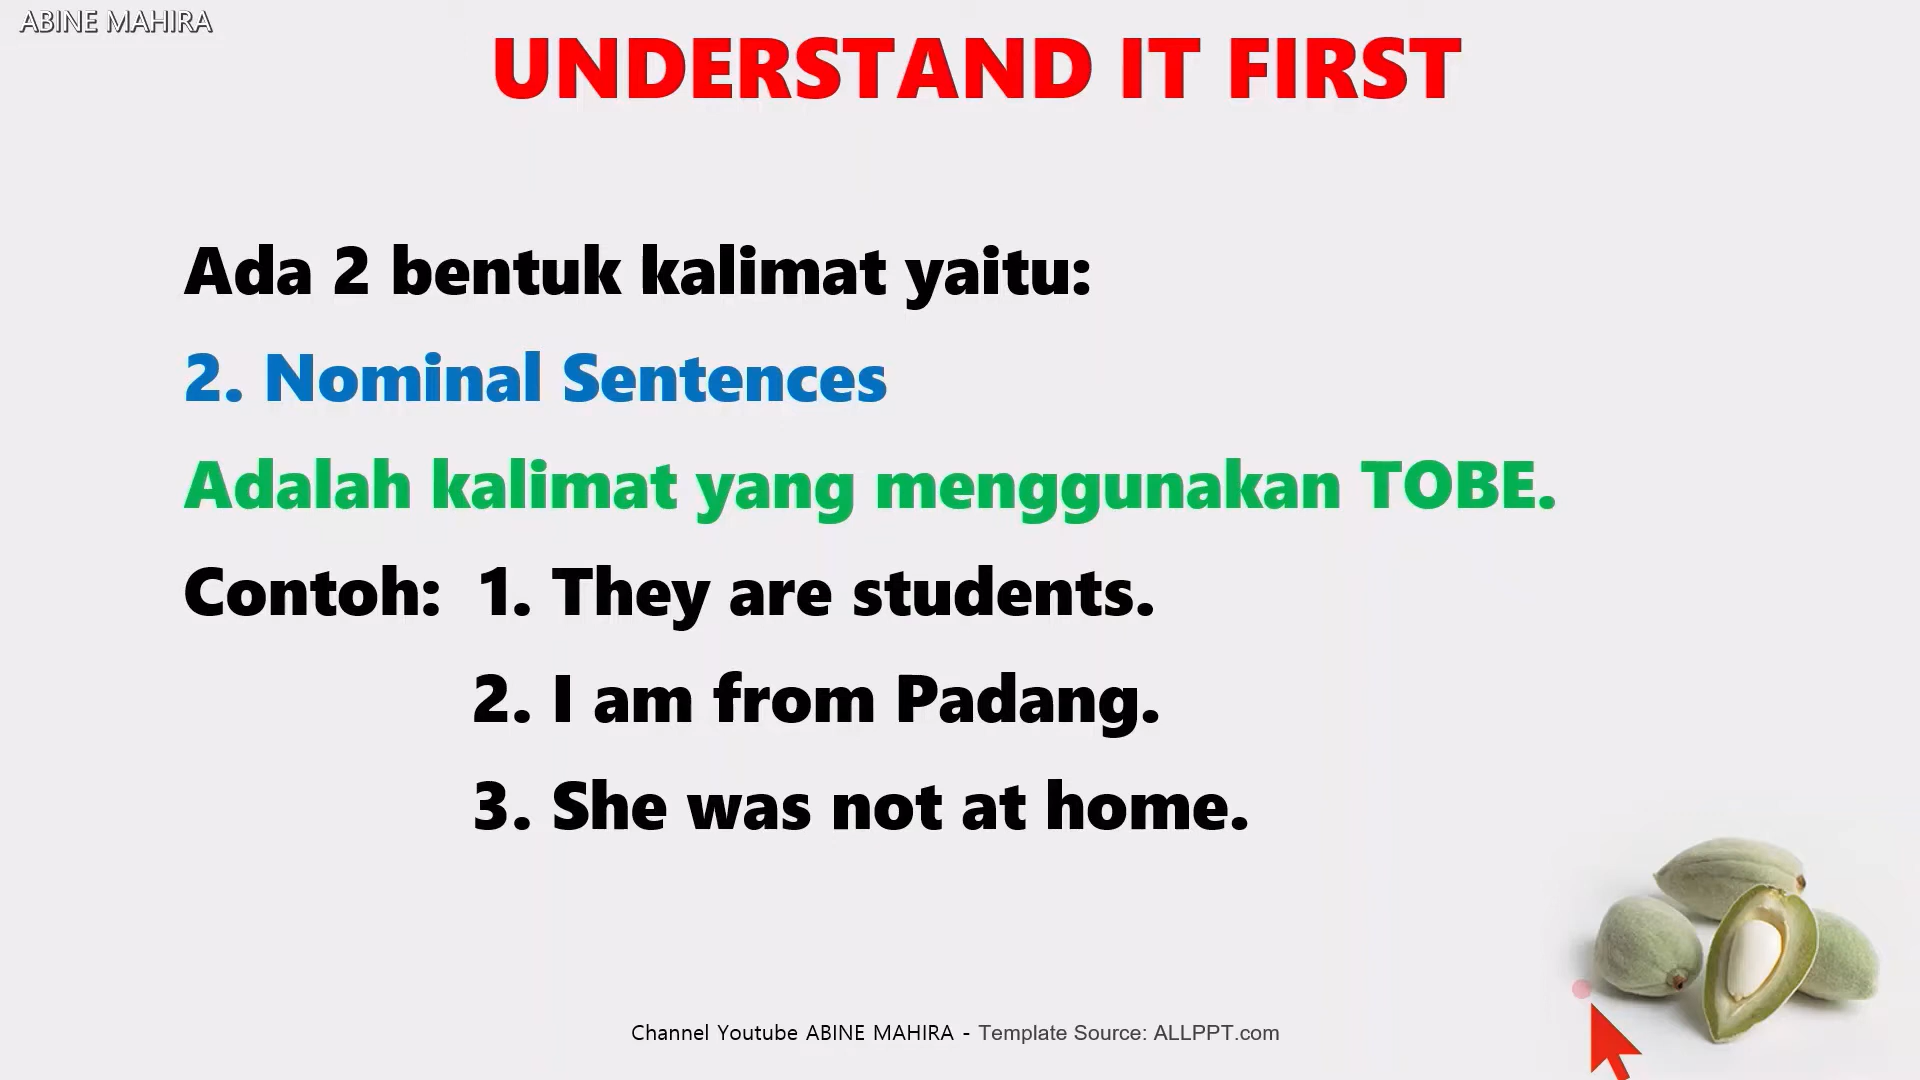 ABINE MAHIRA
UNDERSTAND IT FIRST
Ada 2 bentuk kalimat yaitu:
2. Nominal Sentences
Adalah kalimat yang menggunakan TOBE.
Contoh: 1. They are students.
2. I am from Padang.
3. She was not at home.
Channel Youtube ABINE MAHIRA - Template Source: ALLPPT.com